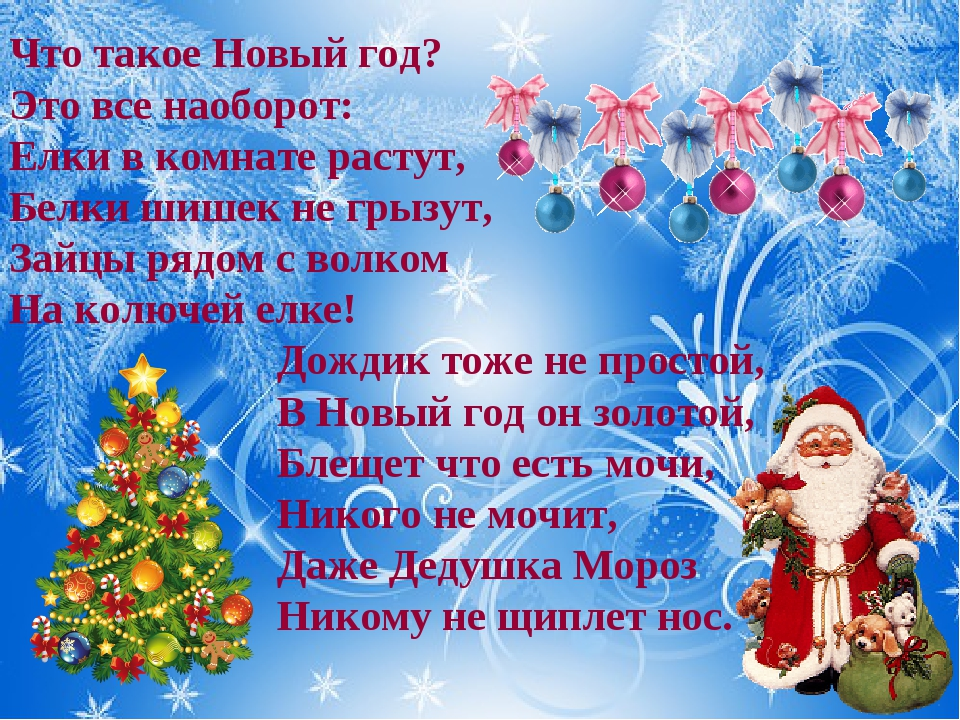 Что такое Новый год?
Это все наоборот:
Елки в комнате растут,
Белки шишек не грызут,
Зайцы рядом с волком
На колючей елке!
Дождик тоже не простой,
В Новый год он золотой,
Блещет что есть мочи,
Никого не мочит,
Даже Дедушка Мороз
Никому не щиплет нос.